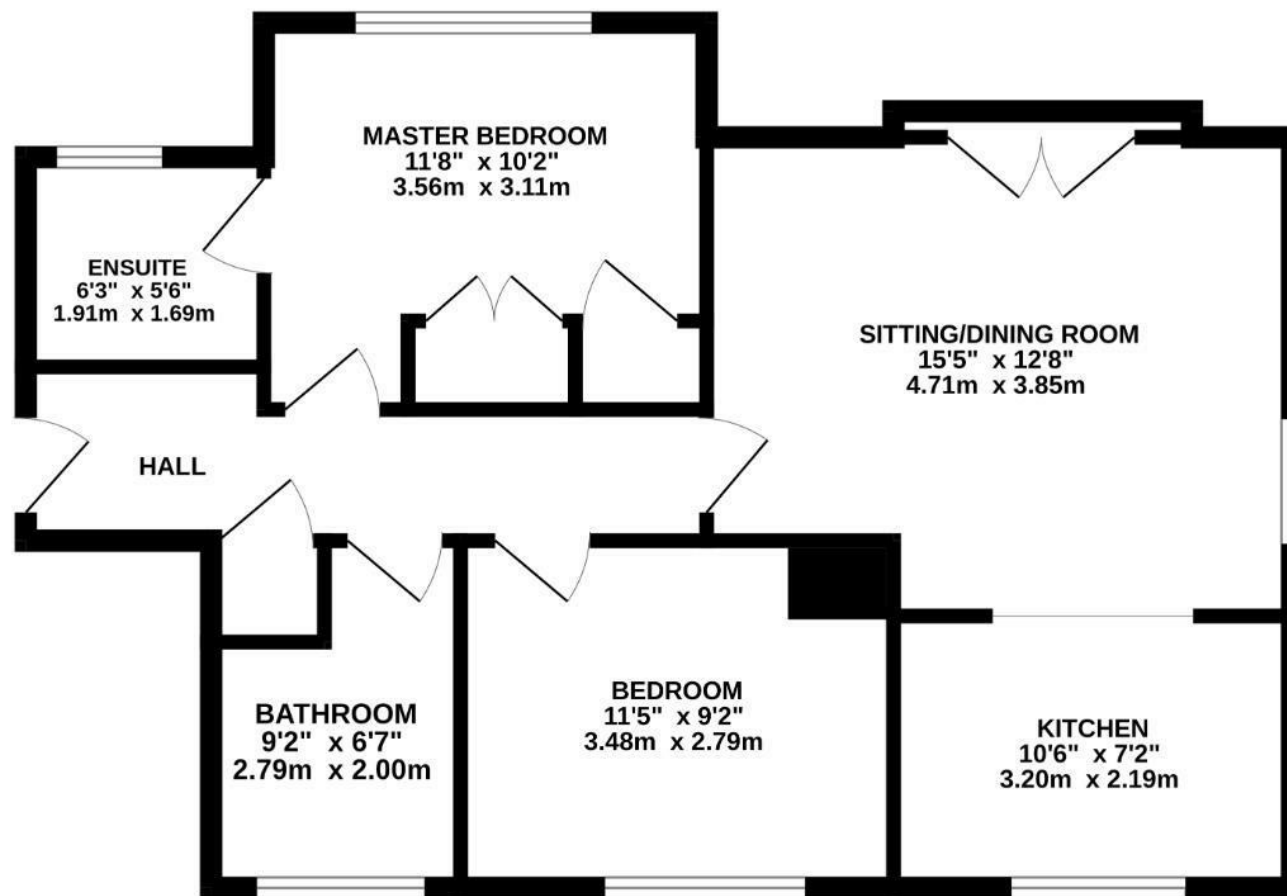 MASTER BEDROOM
11'8" x 10'2"
3.56m x 3.11m
ENSUITE
6'3" x 5'6"
1.91m x 1.69m
SITTING/DINING ROOM
15'5" x 12'8"
4.71m x 3.85m
HALL
BATHROOM
9'2" x 6'7"
2.79m x 2.00m
BEDROOM
11'5" x 9'2"
3.48m x 2.79m
KITCHEN
10'6" x 7'2"
3.20m x 2.19m